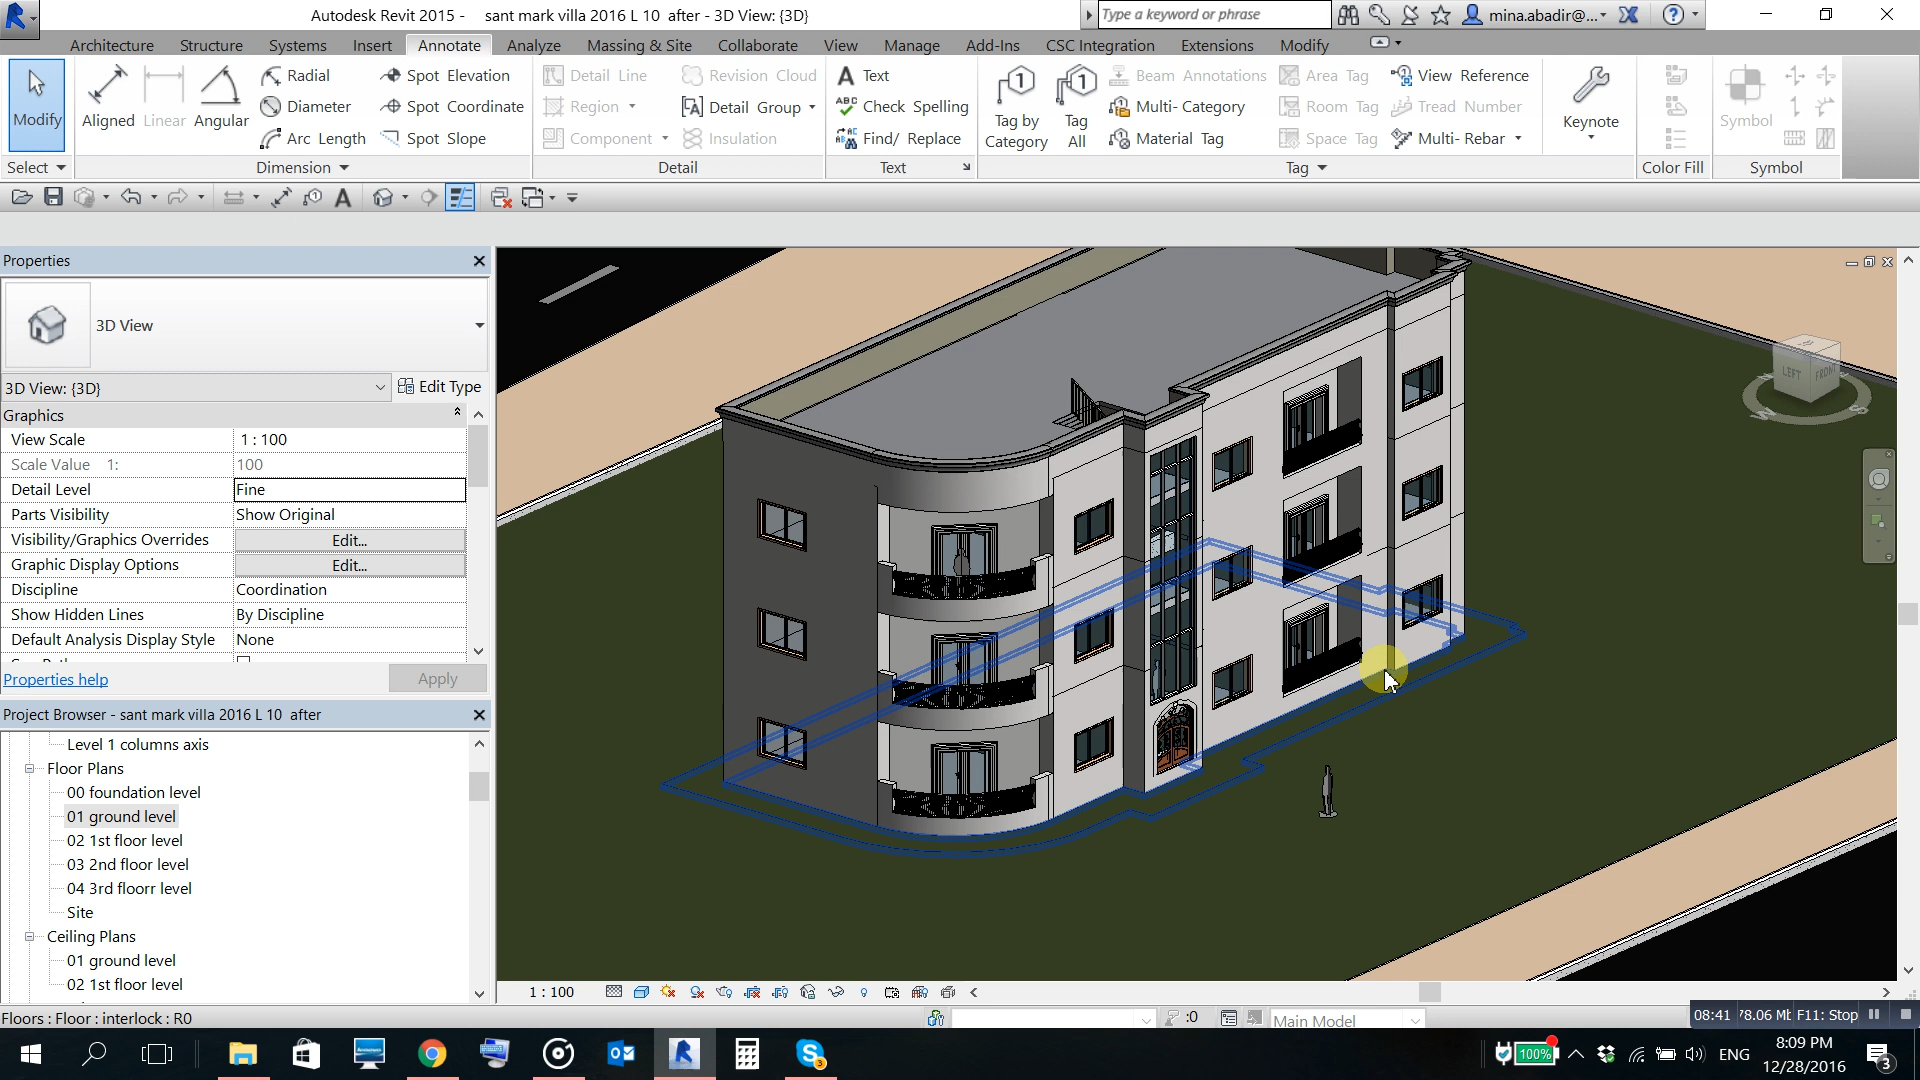 Autodesk Revit 2015 - sant mark villa 2016 L 10 after - 3D View: {3D}
Type a keyword or phrase
mina.abadir@...
Architecture Structure Systems Insert Annotate Analyze Massing & Site Collaborate View Manage Add-Ins CSC Integration Extensions Modify
Modify
Aligned
Linear
Angular
Radial
Diameter
Arc Length
Spot Elevation
Spot Coordinate
Spot Slope
Detail Line
Region
Component
Revision Cloud
Detail Group
Insulation
A Text
ABC Check Spelling
Find/ Replace
Tag by
Category
Tag
All
Beam Annotations
Multi- Category
Material Tag
Area Tag
Room Tag
Space Tag
View Reference
Tread Number
Multi- Rebar
Keynote
Symbol
Select
Dimension
Detail
Text
Tag
Color Fill
Symbol
Properties
3D View
3D View: {3D}
Edit Type
Graphics
View Scale 1 : 100
Scale Value 1: 100
Detail Level Fine
Parts Visibility Show Original
Visibility/Graphics Overrides Edit...
Graphic Display Options Edit...
Discipline Coordination
Show Hidden Lines By Discipline
Default Analysis Display Style None
Properties help
Apply
Project Browser - sant mark villa 2016 L 10 after
Level 1 columns axis
Floor Plans
00 foundation level
01 ground level
02 1st floor level
03 2nd floor level
04 3rd floorr level
Site
Ceiling Plans
01 ground level
02 1st floor level
LEFT FRONT
W S
1 : 100
Floors : Floor : interlock : R0
:0
Main Model
08:41 78.06 Mb F11: Stop
100%
ENG
8:09 PM
12/28/2016
3
3